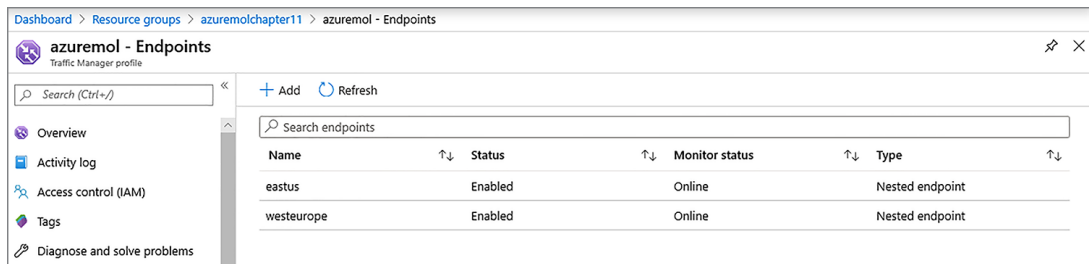 Dashboard > Resource groups > azuremolchapter11 > azuremol - Endpoints
azuremol - Endpoints
Traffic Manager profile
Search (Ctrl+/)
Overview
Activity log
Access control (IAM)
Tags
Diagnose and solve problems
Add Refresh
Search endpoints
Name Status Monitor status Type
eastus Enabled Online Nested endpoint
westeurope Enabled Online Nested endpoint